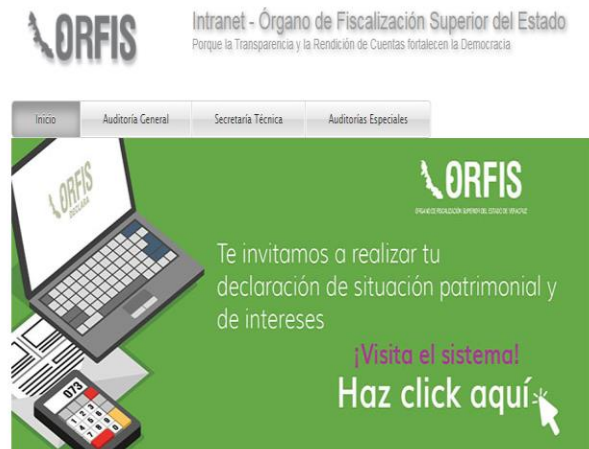 ORFIS
Intranet - Órgano de Fiscalización Superior del Estado
Porque la Transparencia y la Rendición de Cuentas fortalecen la Democracia
Inicio
Auditoría General
Secretaría Técnica
Auditorías Especiales
ORFIS
DECLARA
ORFIS
ÓRGANO DE FISCALIZACIÓN SUPERIOR DEL ESTADO DE VERACRUZ
Te invitamos a realizar tu
declaración de situación patrimonial y
de intereses
¡Visita el sistema!
Haz click aquí
073